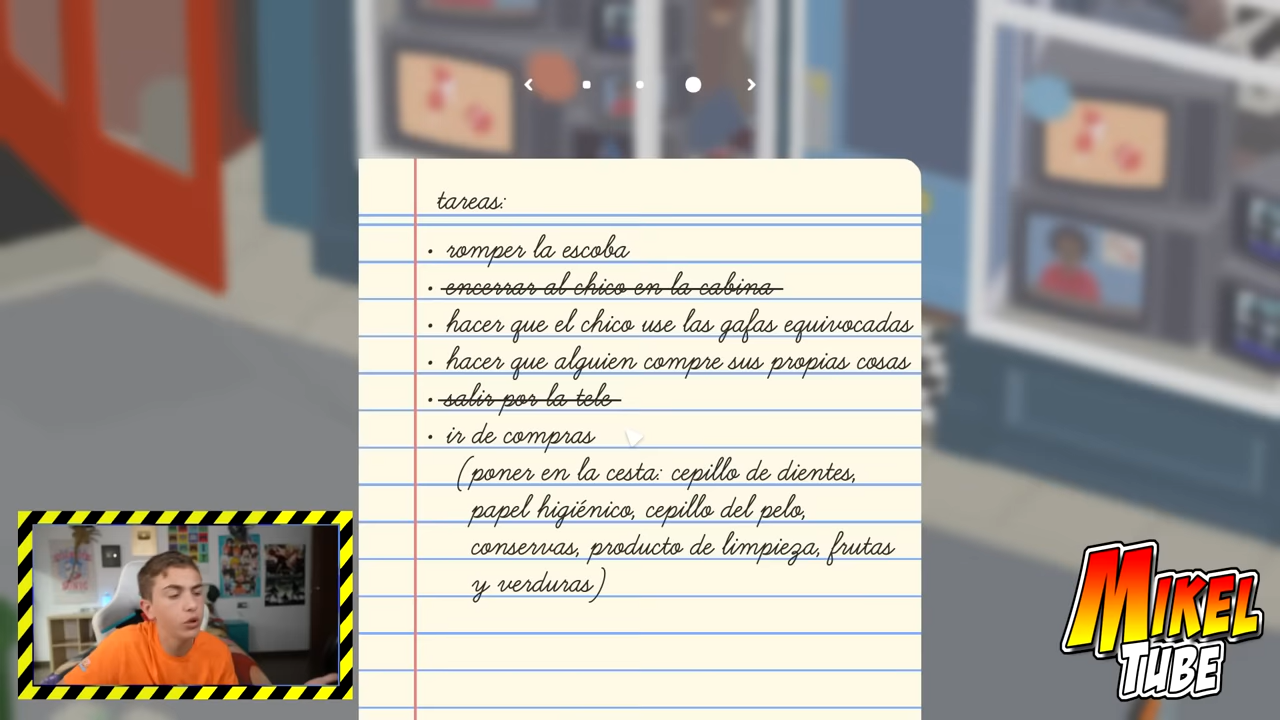 tareas:
• romper la escoba
• encerrar al chico en la cabina
• hacer que el chico use las gafas equivocadas
• hacer que alguien compre sus propias cosas
• salir por la tele
• ir de compras
(poner en la cesta: cepillo de dientes,
papel higiénico, cepillo del pelo,
conservas, producto de limpieza, frutas
y verduras)
MIKEL
TUBE